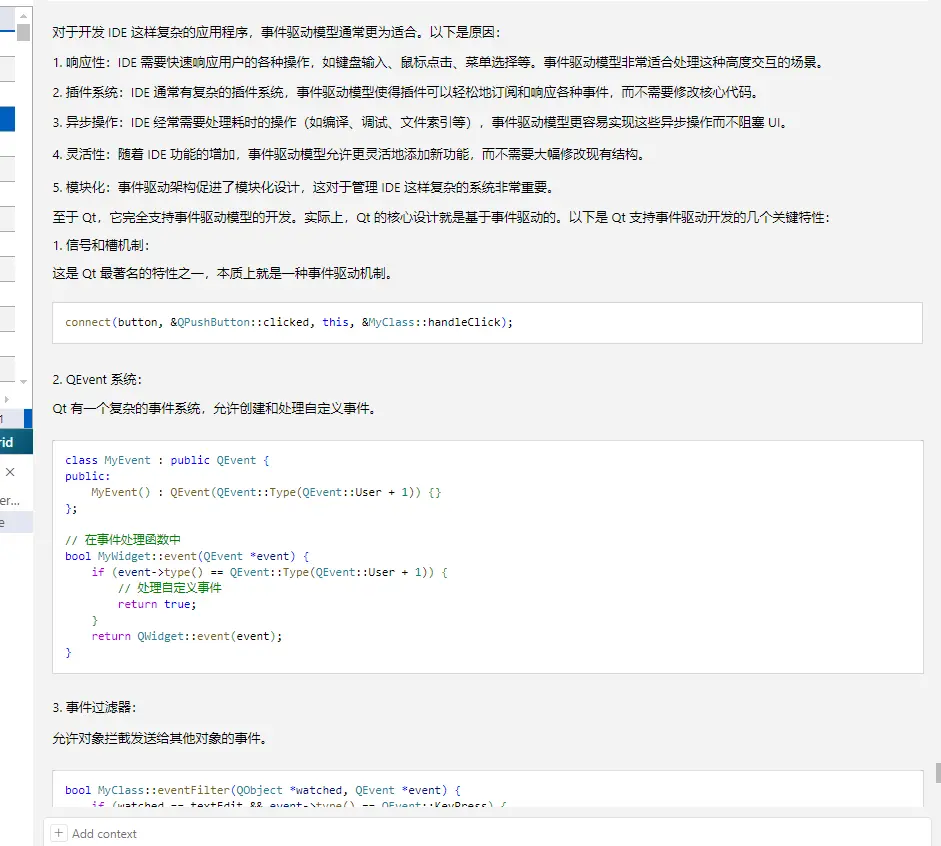 对于开发 IDE 这样复杂的应用程序，事件驱动模型通常更为适合。以下是原因：
1. 响应性：IDE 需要快速响应用户的各种操作，如键盘输入、鼠标点击、菜单选择等。事件驱动模型非常适合处理这种高度交互的场景。
2. 插件系统：IDE 通常有复杂的插件系统，事件驱动模型使得插件可以轻松地订阅和响应各种事件，而不需要修改核心代码。
3. 异步操作：IDE 经常需要处理耗时的操作（如编译、调试、文件索引等），事件驱动模型更容易实现这些异步操作而不阻塞 UI。
4. 灵活性：随着 IDE 功能的增加，事件驱动模型允许更灵活地添加新功能，而不需要大幅修改现有结构。
5. 模块化：事件驱动架构促进了模块化设计，这对于管理 IDE 这样复杂的系统非常重要。
至于 Qt，它完全支持事件驱动模型的开发。实际上，Qt 的核心设计就是基于事件驱动的。以下是 Qt 支持事件驱动开发的几个关键特性：
1. 信号和槽机制：
这是 Qt 最著名的特性之一，本质上就是一种事件驱动机制。
connect(button, &QPushButton::clicked, this, &MyClass::handleClick);
2. QEvent 系统：
Qt 有一个复杂的事件系统，允许创建和处理自定义事件。
1
rid
er...
e
class MyEvent : public QEvent {
public:
    MyEvent() : QEvent(QEvent::Type(QEvent::User + 1)) {}
};
// 在事件处理函数中
bool MyWidget::event(QEvent *event) {
    if (event->type() == QEvent::Type(QEvent::User + 1)) {
        // 处理自定义事件
        return true;
    }
    return QWidget::event(event);
}
3. 事件过滤器：
允许对象拦截发送给其他对象的事件。
bool MyClass::eventFilter(QObject *watched, QEvent *event) {
    if (watched == textEdit && event->type() == QEvent::KeyPress) {
+ Add context